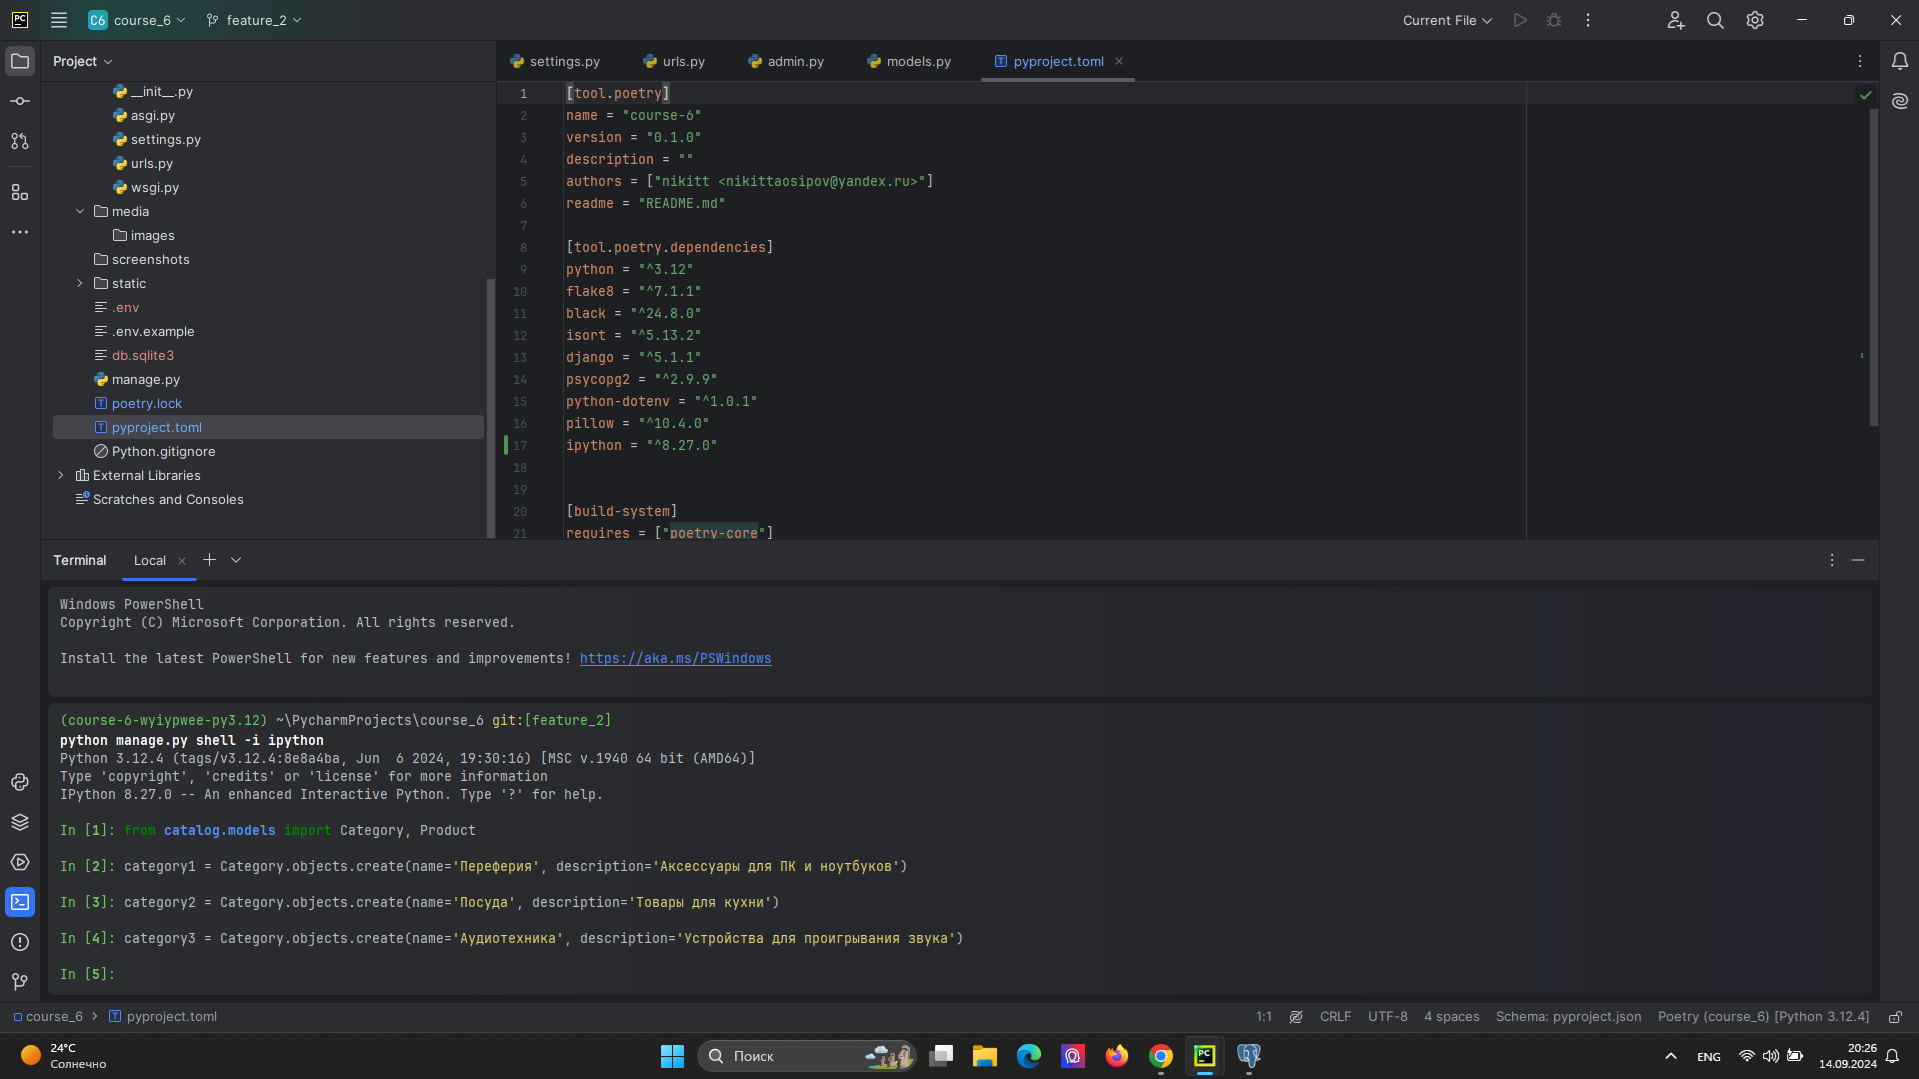 PC C6 course_6 feature_2 Current File
Project
settings.py urls.py admin.py models.py pyproject.toml
__init__.py
asgi.py
settings.py
urls.py
wsgi.py
media
images
screenshots
static
.env
.env.example
db.sqlite3
manage.py
poetry.lock
pyproject.toml
Python.gitignore
External Libraries
Scratches and Consoles
1 [tool.poetry]
2 name = "course-6"
3 version = "0.1.0"
4 description = ""
5 authors = ["nikitt <nikittaosipov@yandex.ru>"]
6 readme = "README.md"
7
8 [tool.poetry.dependencies]
9 python = "^3.12"
10 flake8 = "^7.1.1"
11 black = "^24.8.0"
12 isort = "^5.13.2"
13 django = "^5.1.1"
14 psycopg2 = "^2.9.9"
15 python-dotenv = "^1.0.1"
16 pillow = "^10.4.0"
17 ipython = "^8.27.0"
18
19
20 [build-system]
21 requires = ["poetry-core"]
Terminal Local
Windows PowerShell
Copyright (C) Microsoft Corporation. All rights reserved.
Install the latest PowerShell for new features and improvements! https://aka.ms/PSWindows
(course-6-wyiypwee-py3.12) ~\PycharmProjects\course_6 git:[feature_2]
python manage.py shell -i ipython
Python 3.12.4 (tags/v3.12.4:8e8a4ba, Jun  6 2024, 19:30:16) [MSC v.1940 64 bit (AMD64)]
Type 'copyright', 'credits' or 'license' for more information
IPython 8.27.0 -- An enhanced Interactive Python. Type '?' for help.
In [1]: from catalog.models import Category, Product
In [2]: category1 = Category.objects.create(name='Переферия', description='Аксессуары для ПК и ноутбуков')
In [3]: category2 = Category.objects.create(name='Посуда', description='Товары для кухни')
In [4]: category3 = Category.objects.create(name='Аудиотехника', description='Устройства для проигрывания звука')
In [5]:
course_6 > pyproject.toml 1:1 CRLF UTF-8 4 spaces Schema: pyproject.json Poetry (course_6) [Python 3.12.4]
24°C
Солнечно
Поиск
PC
ENG
20:26
14.09.2024